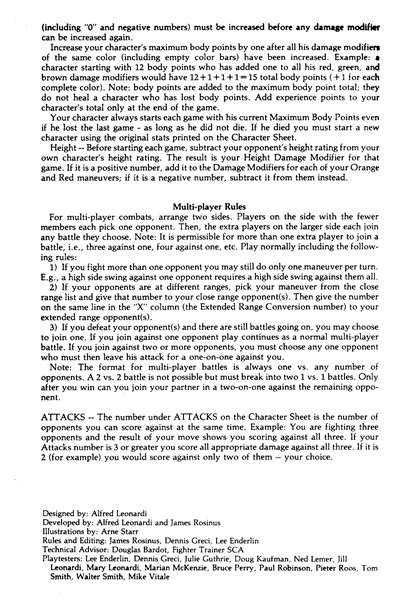 (including "0" and negative numbers) must be increased before any damage modifier
can be increased again.
Increase your character's maximum body points by one after all his damage modifiers
of the same color (including empty color bars) have been increased. Example: a
character starting with 12 body points who has added one to all his red, green, and
brown damage modifiers would have 12+1+1+1=15 total body points (+1 for each
complete color). Note: body points are added to the maximum body point total; they
do not heal a character who has lost body points. Add experience points to your
character's total only at the end of the game.
Your character always starts each game with his current Maximum Body Points even
if he lost the last game - as long as he did not die. If he died you must start a new
character using the original stats printed on the Character Sheet.
Height -- Before starting each game, subtract your opponent's height rating from your
own character's height rating. The result is your Height Damage Modifier for that
game. If it is a positive number, add it to the Damage Modifiers for each of your Orange
and Red maneuvers; if it is a negative number, subtract it from them instead.
Multi-player Rules
For multi-player combats, arrange two sides. Players on the side with the fewer
members each pick one opponent. Then, the extra players on the larger side each join
any battle they choose. Note: It is permissible for more than one extra player to join a
battle, i.e., three against one, four against one, etc. Play normally including the follow-
ing rules:
1) If you fight more than one opponent you may still do only one maneuver per turn.
E.g., a high side swing against one opponent requires a high side swing against them all.
2) If your opponents are at different ranges, pick your maneuver from the close
range list and give that number to your close range opponent(s). Then give the number
on the same line in the "X" column (the Extended Range Conversion number) to your
extended range opponent(s).
3) If you defeat your opponent(s) and there are still battles going on, you may choose
to join one. If you join against one opponent play continues as a normal multi-player
battle. If you join against two or more opponents, you must choose any one opponent
who must then leave his attack for a one-on-one against you.
Note: The format for multi-player battles is always one vs. any number of
opponents. A 2 vs. 2 battle is not possible but must break into two 1 vs. 1 battles. Only
after you win can you join your partner in a two-on-one against the remaining oppo-
nent.
ATTACKS -- The number under ATTACKS on the Character Sheet is the number of
opponents you can score against at the same time. Example: You are fighting three
opponents and the result of your move shows you scoring against all three. If your
Attacks number is 3 or greater you score all appropriate damage against all three. If it is
2 (for example) you would score against only two of them -- your choice.
Designed by: Alfred Leonardi
Developed by: Alfred Leonardi and James Rosinus
Illustrations by: Arne Starr
Rules and Editing: James Rosinus, Dennis Greci, Lee Enderlin
Technical Advisor: Douglas Bardot, Fighter Trainer SCA
Playtesters: Lee Enderlin, Dennis Greci, Julie Guthrie, Doug Kaufman, Ned Lemer, Jill
Leonardi, Mary Leonardi, Marian McKenzie, Bruce Perry, Paul Robinson, Pieter Roos, Tom
Smith, Walter Smith, Mike Vitale